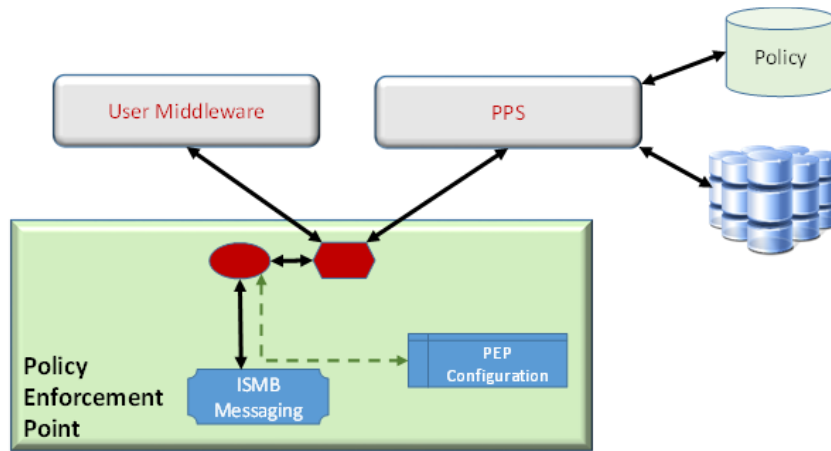 Policy
User Middleware
PPS
Policy
Enforcement
Point
PEP
Configuration
ISMB
Messaging